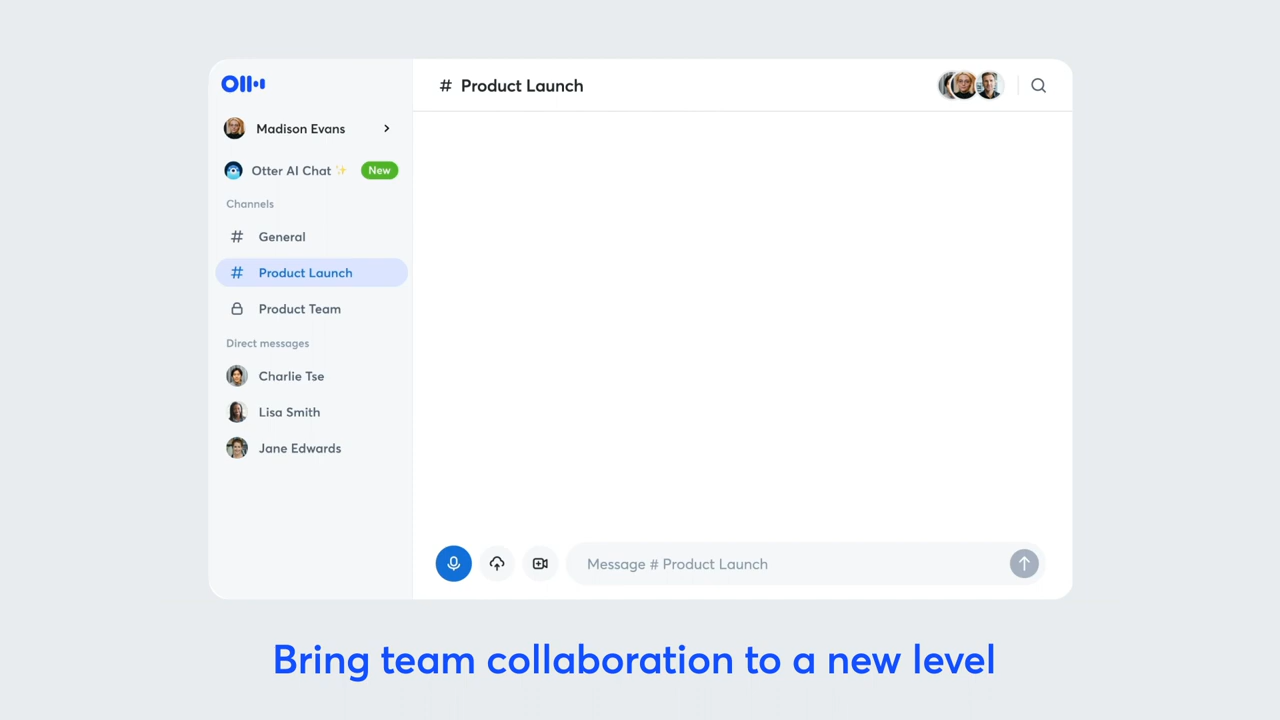 # Product Launch
Madison Evans
Otter AI Chat ✨ New
Channels
# General
# Product Launch
Product Team
Direct messages
Charlie Tse
Lisa Smith
Jane Edwards
Message # Product Launch
Bring team collaboration to a new level